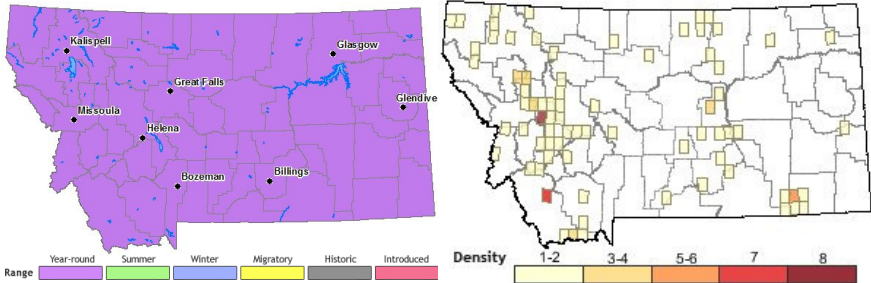 Kalispell
Glasgow
Great Falls
Glendive
Missoula
Helena
Bozeman
Billings
Range Year-round Summer Winter Migratory Historic Introduced
Density 1-2 3-4 5-6 7 8